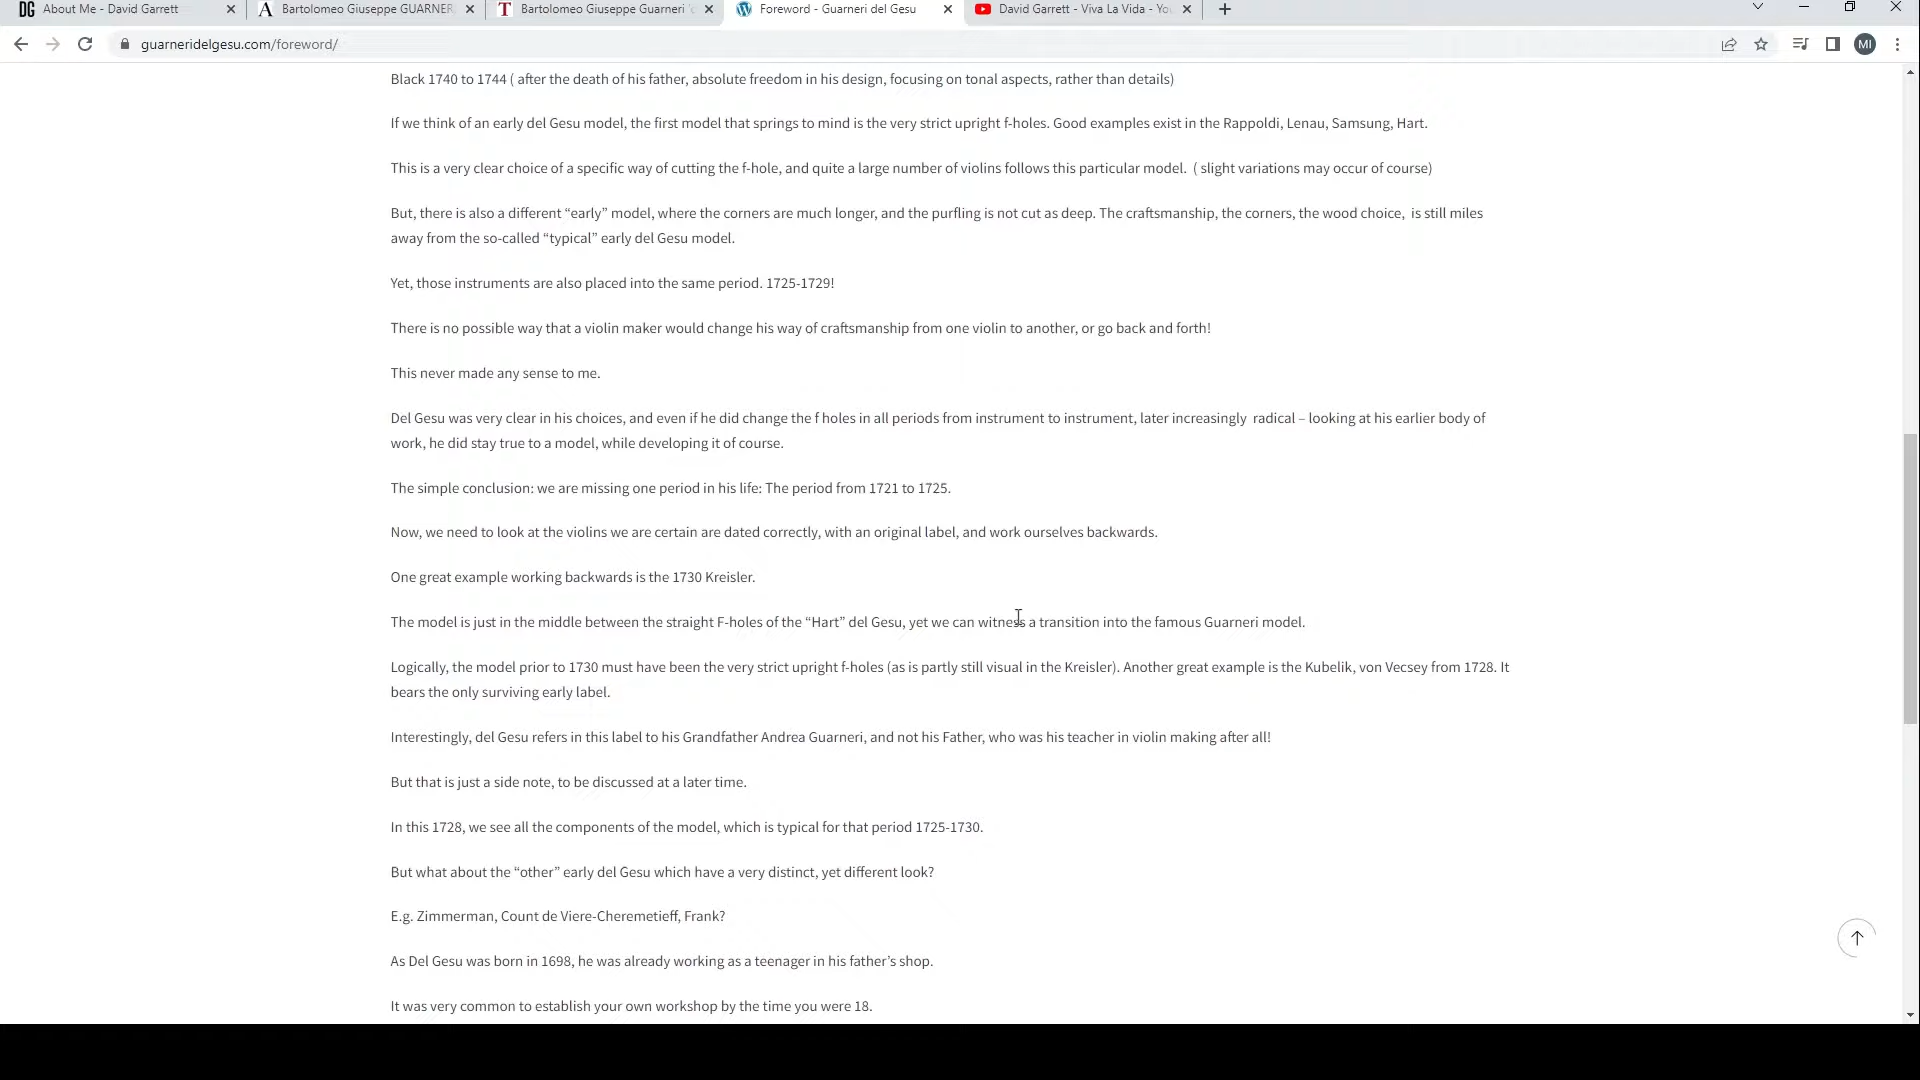 About Me - David Garrett
Bartolomeo Giuseppe GUARNER
Bartolomeo Giuseppe Guarneri
Foreword - Guarneri del Gesu
David Garrett - Viva La Vida - You
guarneridelgesu.com/foreword/
MI
Black 1740 to 1744 ( after the death of his father, absolute freedom in his design, focusing on tonal aspects, rather than details)
If we think of an early del Gesu model, the first model that springs to mind is the very strict upright f-holes. Good examples exist in the Rappoldi, Lenau, Samsung, Hart.
This is a very clear choice of a specific way of cutting the f-hole, and quite a large number of violins follows this particular model.  ( slight variations may occur of course)
But, there is also a different “early” model, where the corners are much longer, and the purfling is not cut as deep. The craftsmanship, the corners, the wood choice,  is still miles
away from the so-called “typical” early del Gesu model.
Yet, those instruments are also placed into the same period. 1725-1729!
There is no possible way that a violin maker would change his way of craftsmanship from one violin to another, or go back and forth!
This never made any sense to me.
Del Gesu was very clear in his choices, and even if he did change the f holes in all periods from instrument to instrument, later increasingly  radical – looking at his earlier body of
work, he did stay true to a model, while developing it of course.
The simple conclusion: we are missing one period in his life: The period from 1721 to 1725.
Now, we need to look at the violins we are certain are dated correctly, with an original label, and work ourselves backwards.
One great example working backwards is the 1730 Kreisler.
The model is just in the middle between the straight F-holes of the “Hart” del Gesu, yet we can witness a transition into the famous Guarneri model.
Logically, the model prior to 1730 must have been the very strict upright f-holes (as is partly still visual in the Kreisler). Another great example is the Kubelik, von Vecsey from 1728. It
bears the only surviving early label.
Interestingly, del Gesu refers in this label to his Grandfather Andrea Guarneri, and not his Father, who was his teacher in violin making after all!
But that is just a side note, to be discussed at a later time.
In this 1728, we see all the components of the model, which is typical for that period 1725-1730.
But what about the “other” early del Gesu which have a very distinct, yet different look?
E.g. Zimmerman, Count de Viere-Cheremetieff, Frank?
As Del Gesu was born in 1698, he was already working as a teenager in his father’s shop.
It was very common to establish your own workshop by the time you were 18.